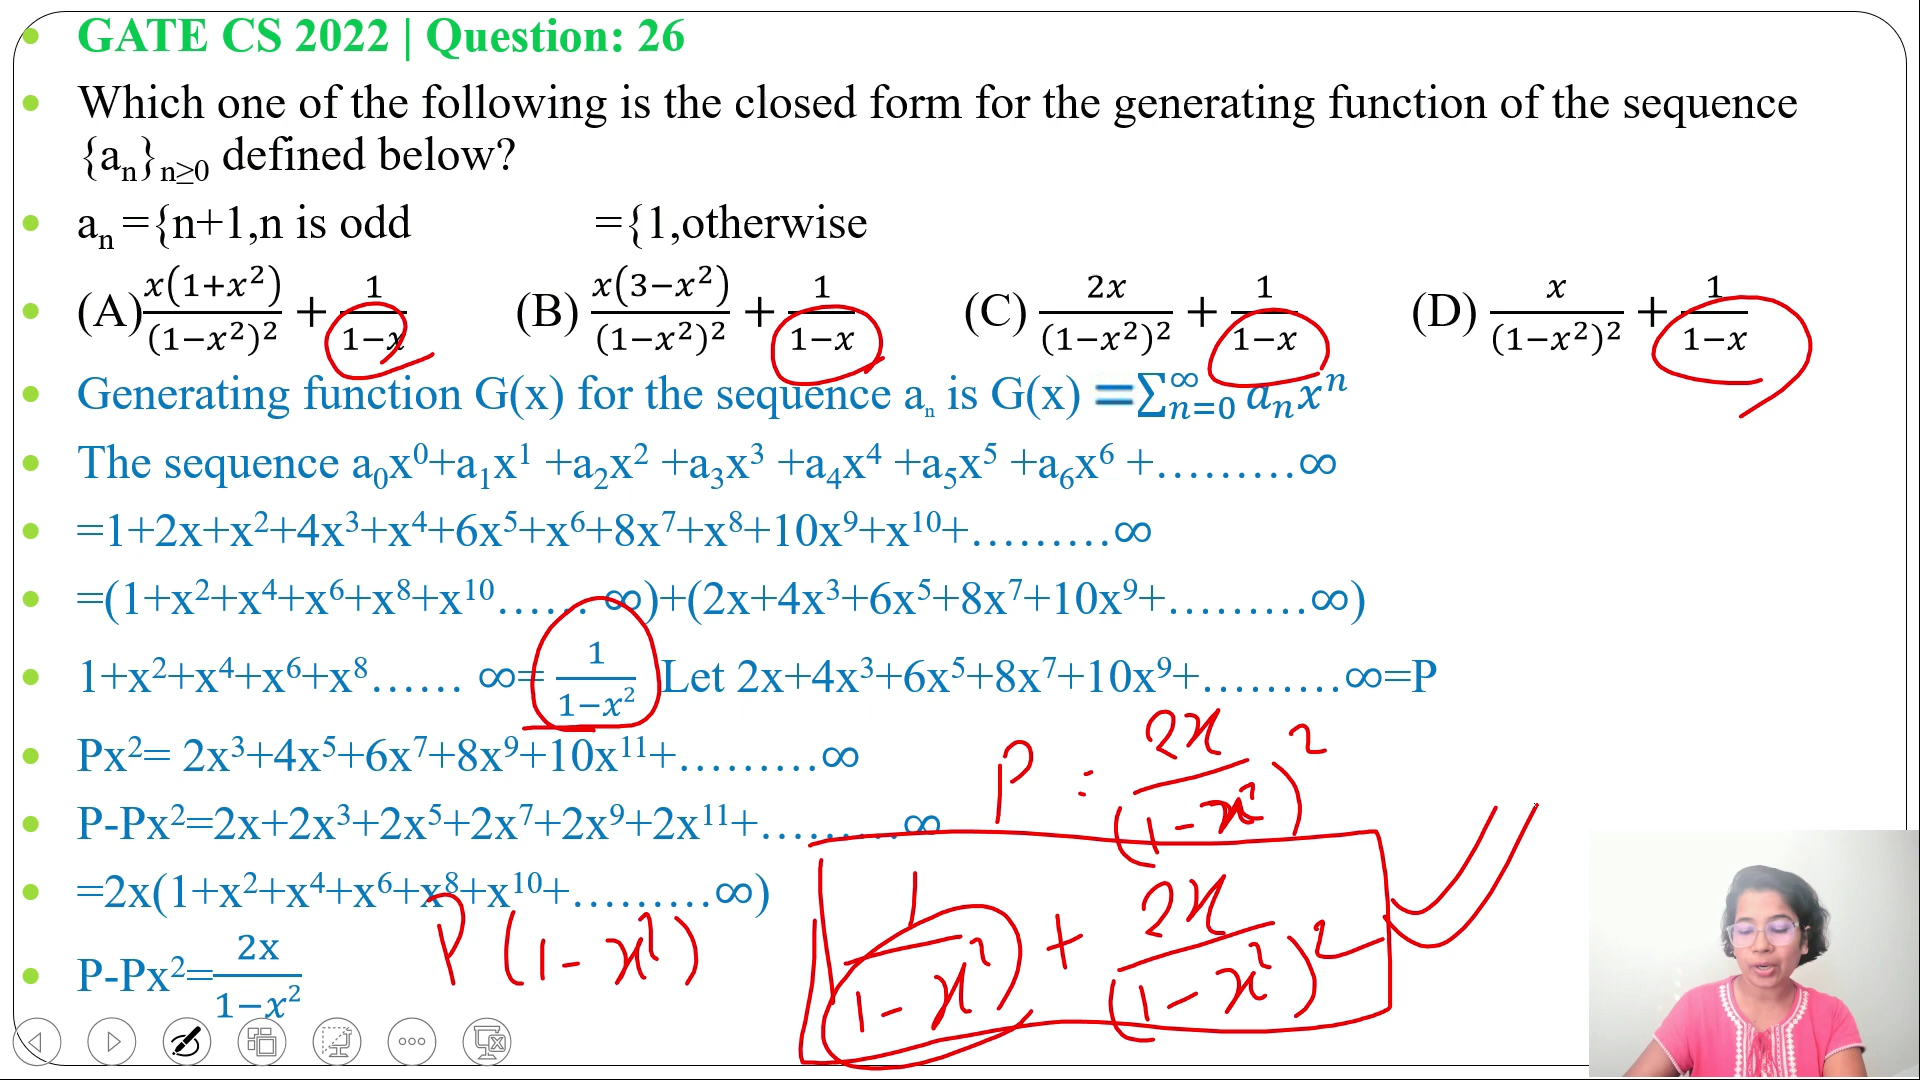 GATE CS 2022 | Question: 26
Which one of the following is the closed form for the generating function of the sequence
{aₙ}ₙ≥₀ defined below?
aₙ ={n+1,n is odd ={1,otherwise
(A) x(1+x²)/(1−x²)² + 1/(1−x) (B) x(3−x²)/(1−x²)² + 1/(1−x) (C) 2x/(1−x²)² + 1/(1−x) (D) x/(1−x²)² + 1/(1−x)
Generating function G(x) for the sequence aₙ is G(x) =∑_{n=0}^{∞} aₙxⁿ
The sequence a₀x⁰+a₁x¹ +a₂x² +a₃x³ +a₄x⁴ +a₅x⁵ +a₆x⁶ +………∞
=1+2x+x²+4x³+x⁴+6x⁵+x⁶+8x⁷+x⁸+10x⁹+x¹⁰+………∞
=(1+x²+x⁴+x⁶+x⁸+x¹⁰…… ∞)+(2x+4x³+6x⁵+8x⁷+10x⁹+………∞)
1+x²+x⁴+x⁶+x⁸…… ∞= 1/(1−x²) Let 2x+4x³+6x⁵+8x⁷+10x⁹+………∞=P
Px²= 2x³+4x⁵+6x⁷+8x⁹+10x¹¹+………∞
P = 2x/(1-x²)²
P-Px²=2x+2x³+2x⁵+2x⁷+2x⁹+2x¹¹+………∞
=2x(1+x²+x⁴+x⁶+x⁸+x¹⁰+………∞)
P(1-x²)
1/(1-x²) + 2x/(1-x²)²
P-Px²= 2x/(1−x²)